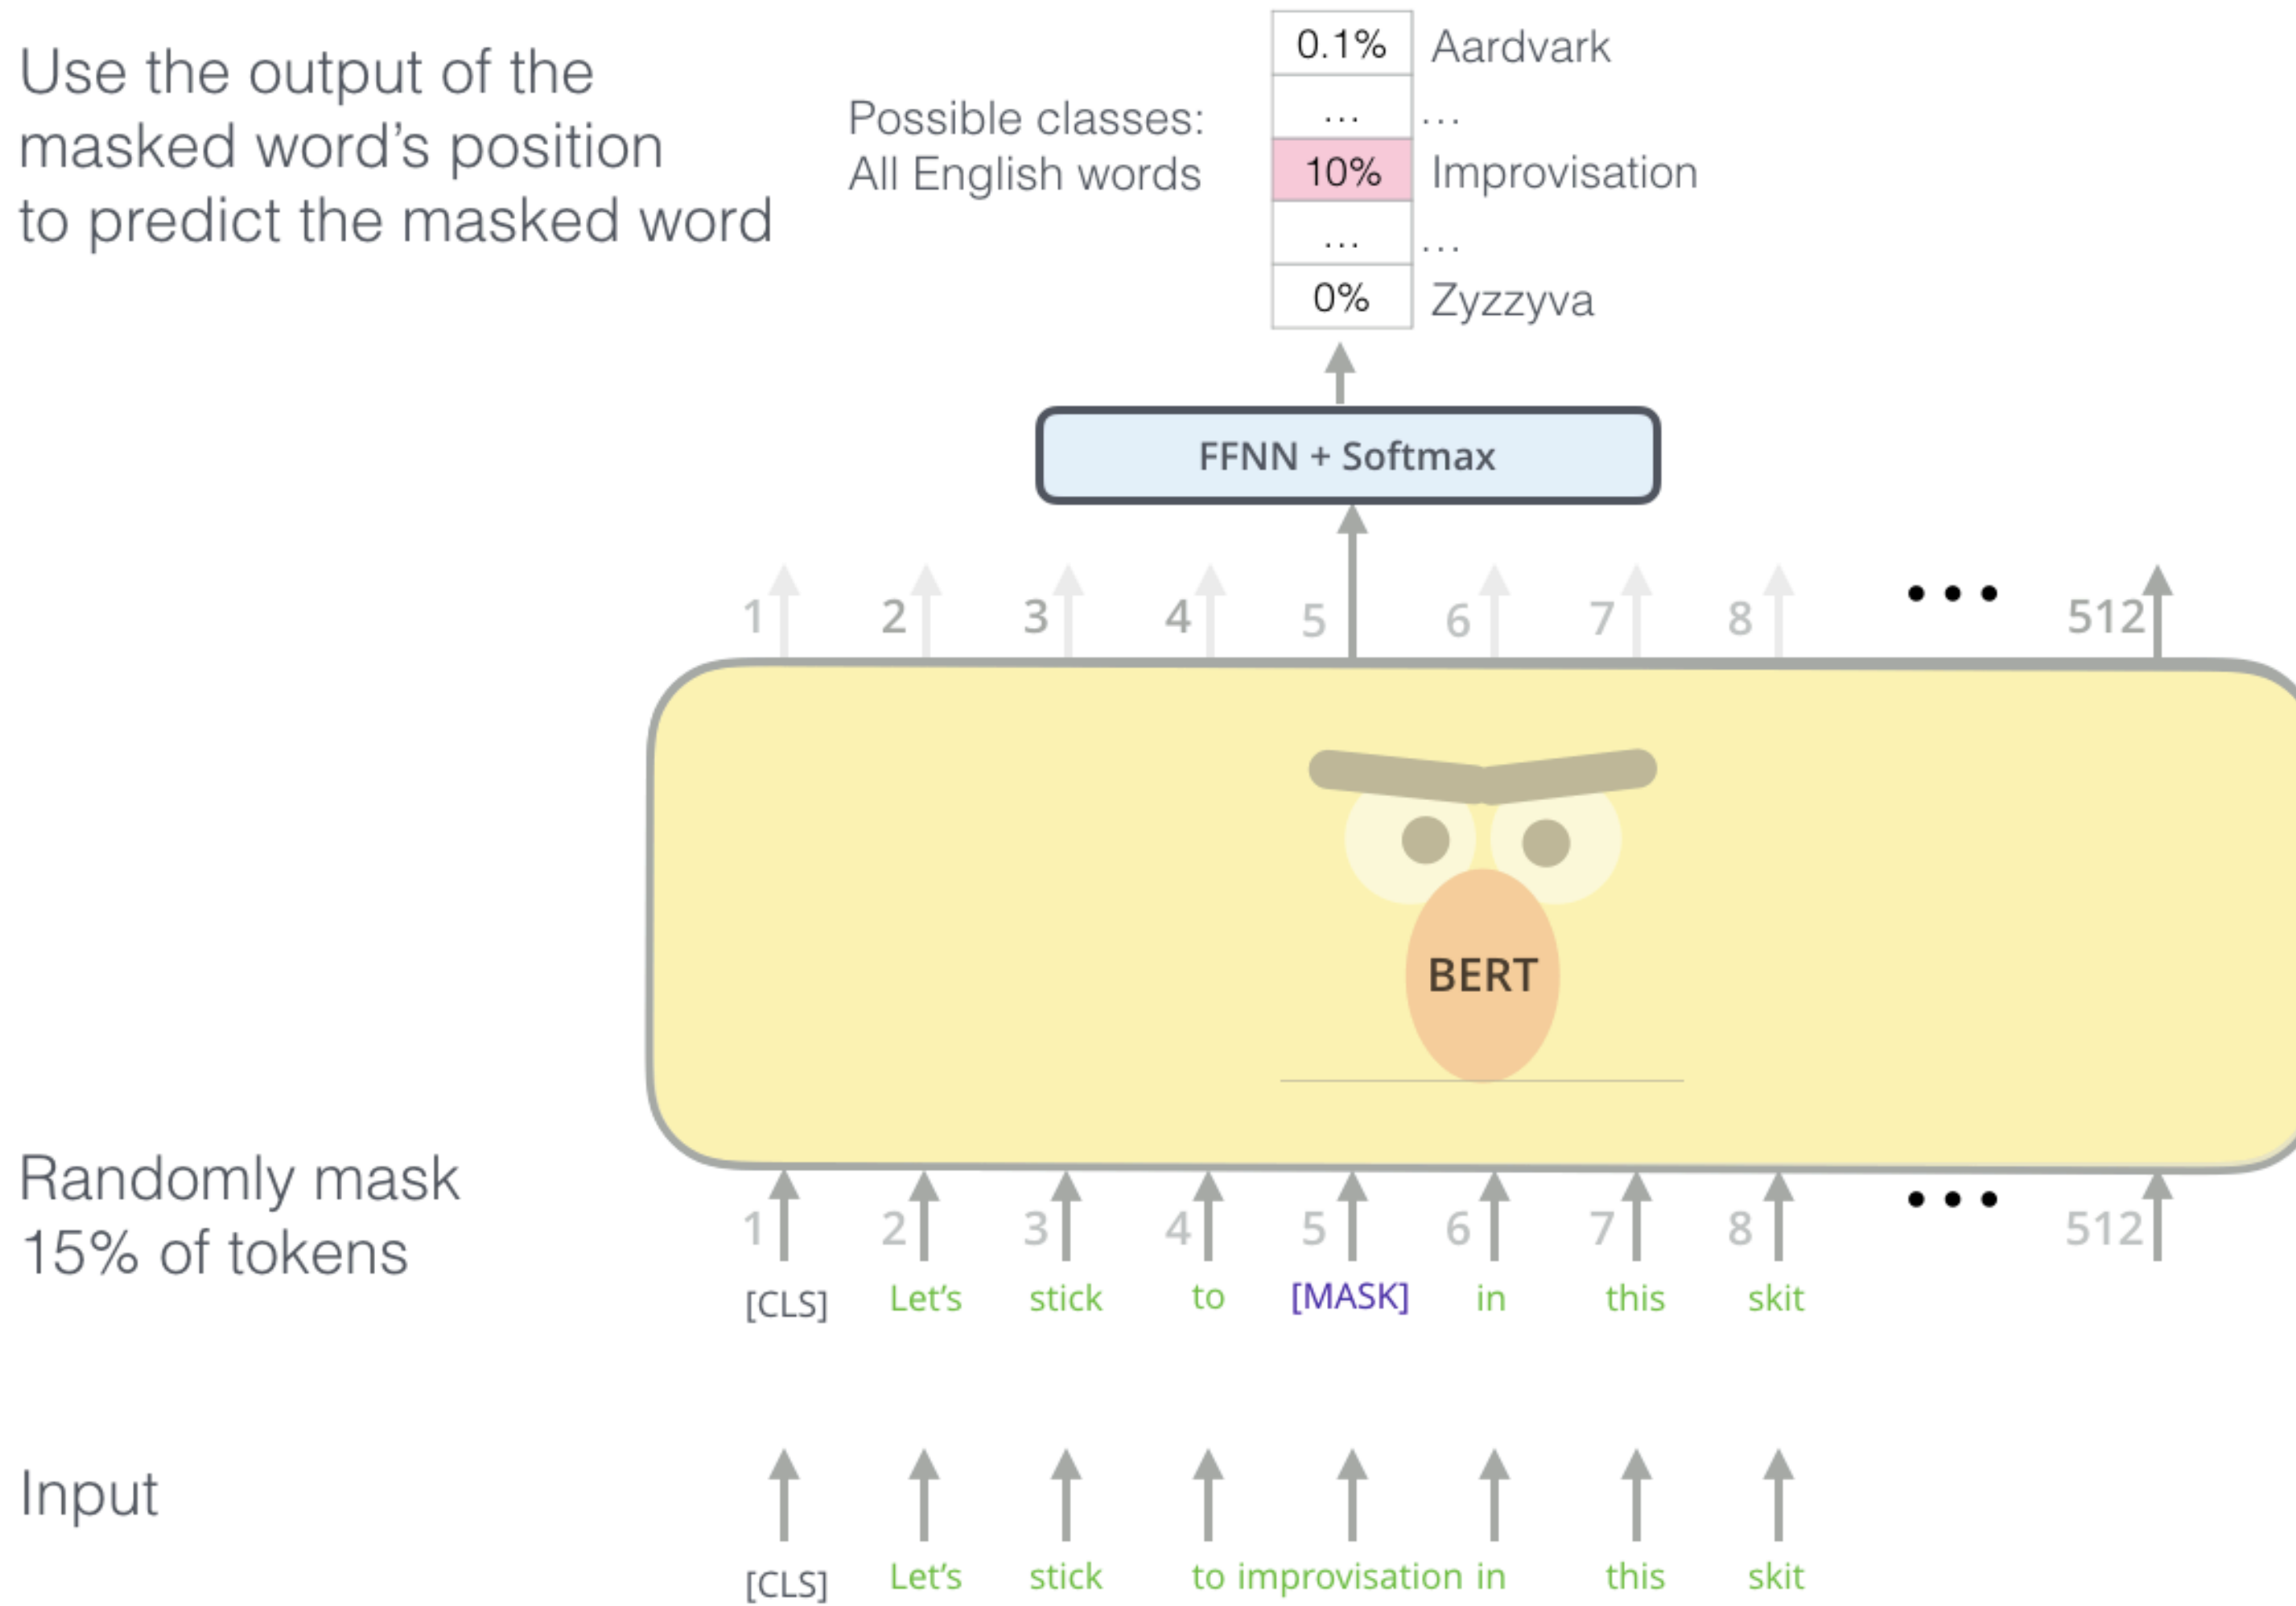 Use the output of the
masked word's position
to predict the masked word
Possible classes:
All English words
0.1% Aardvark
... ...
10% Improvisation
... ...
0% Zyzzyva
FFNN + Softmax
1 2 3 4 5 6 7 8 ••• 512
BERT
Randomly mask
15% of tokens
1 2 3 4 5 6 7 8 ••• 512
[CLS] Let's stick to [MASK] in this skit
Input
[CLS] Let's stick to improvisation in this skit